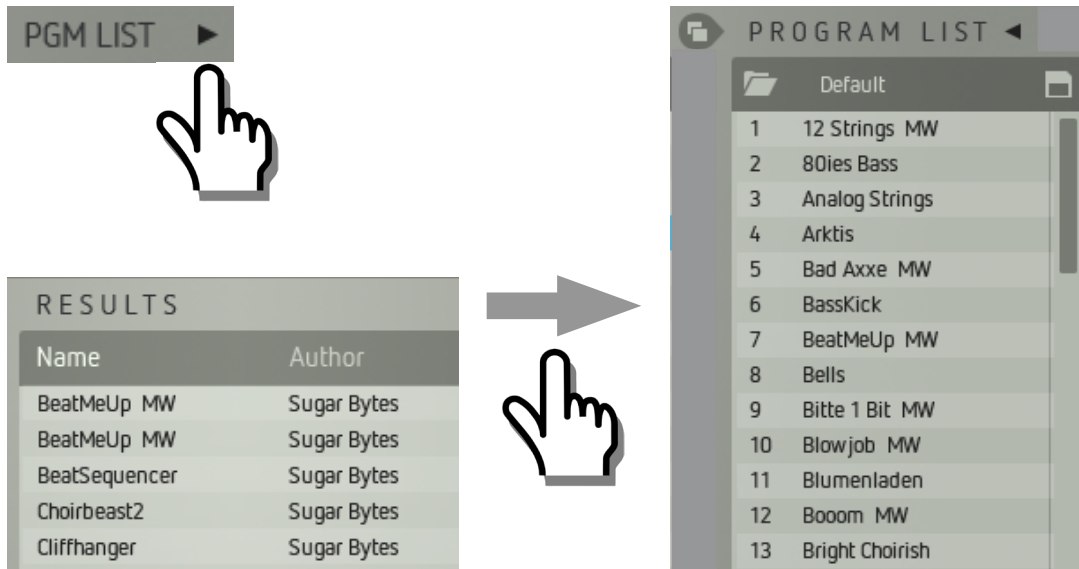 PGM LIST
RESULTS
Name Author
BeatMeUp MW Sugar Bytes
BeatMeUp MW Sugar Bytes
BeatSequencer Sugar Bytes
Choirbeast2 Sugar Bytes
Cliffhanger Sugar Bytes
PROGRAM LIST
Default
1 12 Strings MW
2 80ies Bass
3 Analog Strings
4 Arktis
5 Bad Axxe MW
6 BassKick
7 BeatMeUp MW
8 Bells
9 Bitte 1 Bit MW
10 Blowjob MW
11 Blumenladen
12 Booom MW
13 Bright Choirish